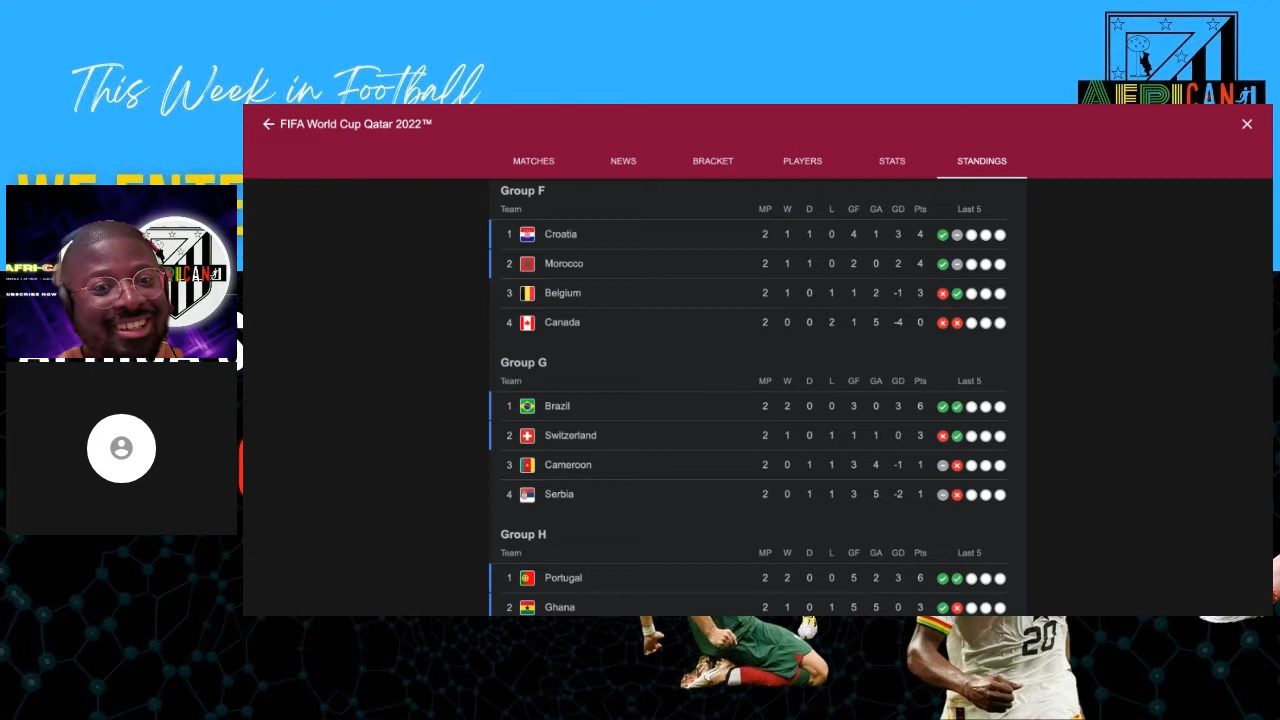 This Week in Football
AFRICAN
← FIFA World Cup Qatar 2022™ ✕
MATCHES NEWS BRACKET PLAYERS STATS STANDINGS
WE ENTE
Group F
Team MP W D L GF GA GD Pts Last 5
1 Croatia 2 1 1 0 4 1 3 4
2 Morocco 2 1 1 0 2 0 2 4
3 Belgium 2 1 0 1 1 2 -1 3
4 Canada 2 0 0 2 1 5 -4 0
AFRI-CA
SUBSCRIBE NOW
Group G
Team MP W D L GF GA GD Pts Last 5
1 Brazil 2 2 0 0 3 0 3 6
2 Switzerland 2 1 0 1 1 1 0 3
3 Cameroon 2 0 1 1 3 4 -1 1
4 Serbia 2 0 1 1 3 5 -2 1
Group H
Team MP W D L GF GA GD Pts Last 5
1 Portugal 2 2 0 0 5 2 3 6
2 Ghana 2 1 0 1 5 5 0 3
20